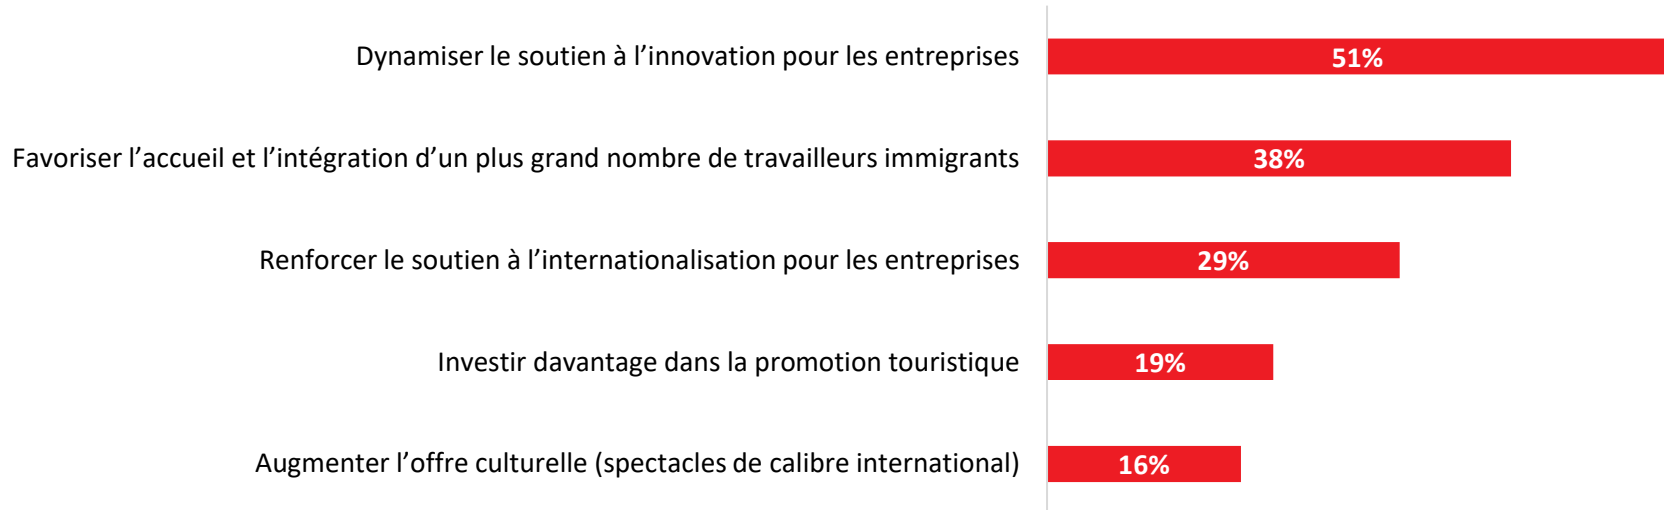 Dynamiser le soutien à l’innovation pour les entreprises 51%
Favoriser l’accueil et l’intégration d’un plus grand nombre de travailleurs immigrants 38%
Renforcer le soutien à l’internationalisation pour les entreprises 29%
Investir davantage dans la promotion touristique 19%
Augmenter l’offre culturelle (spectacles de calibre international) 16%